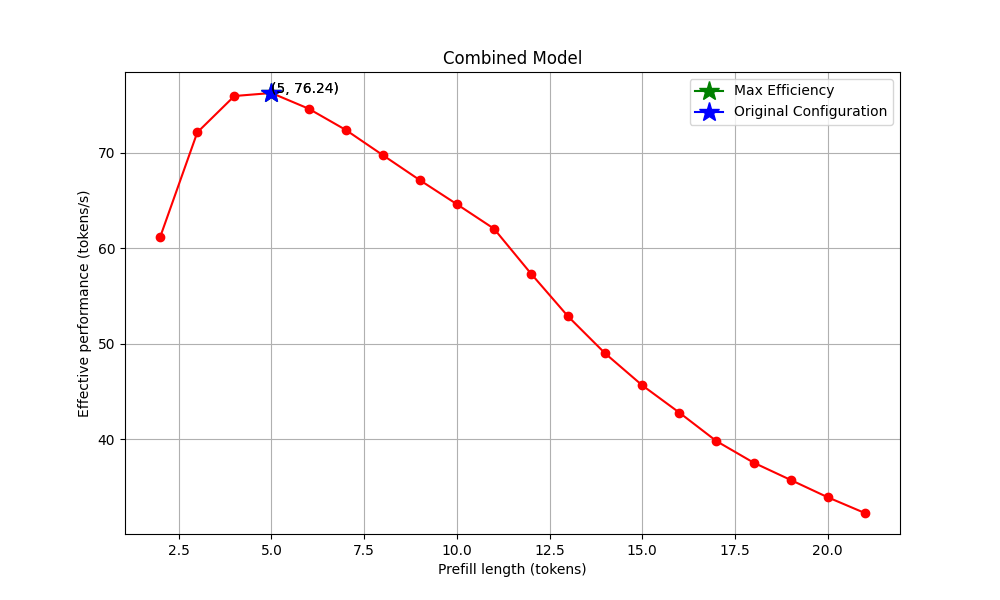 Combined Model
(5, 76.24)
Max Efficiency
Original Configuration
Effective performance (tokens/s)
70
60
50
40
2.5 5.0 7.5 10.0 12.5 15.0 17.5 20.0
Prefill length (tokens)